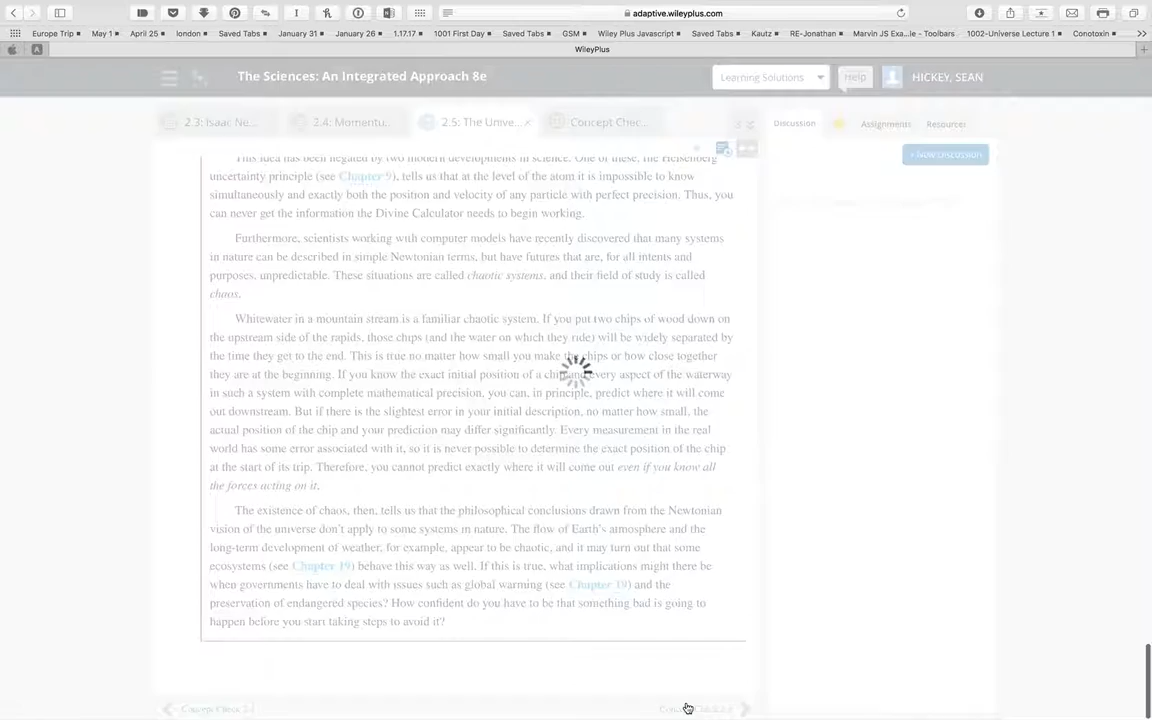 adaptive.wileyplus.com
Europe Trip May 1 April 25 london Saved Tabs January 31 January 26 1.17.17 1001 First Day Saved Tabs GSM Wiley Plus Javascript Saved Tabs Kautz RE-Jonathan Marvin JS Exa...le - Toolbars 1002-Universe Lecture 1 Conotoxin >>
WileyPlus
The Sciences: An Integrated Approach 8e
Learning Solutions
Help
HICKEY, SEAN
2.3: Isaac Ne...
2.4: Momentu...
2.5: The Unive...
Concept Chec...
Discussion
Assignments
Resources
+ New Discussion
This idea has been negated by two modern developments in science. One of these, the Heisenberg
uncertainty principle (see Chapter 9), tells us that at the level of the atom it is impossible to know
simultaneously and exactly both the position and velocity of any particle with perfect precision. Thus, you
can never get the information the Divine Calculator needs to begin working.
Furthermore, scientists working with computer models have recently discovered that many systems
in nature can be described in simple Newtonian terms, but have futures that are, for all intents and
purposes, unpredictable. These situations are called chaotic systems, and their field of study is called
chaos.
Whitewater in a mountain stream is a familiar chaotic system. If you put two chips of wood down on
the upstream side of the rapids, those chips (and the water on which they ride) will be widely separated by
the time they get to the end. This is true no matter how small you make the chips or how close together
they are at the beginning. If you know the exact initial position of a chip and every aspect of the waterway
in such a system with complete mathematical precision, you can, in principle, predict where it will come
out downstream. But if there is the slightest error in your initial description, no matter how small, the
actual position of the chip and your prediction may differ significantly. Every measurement in the real
world has some error associated with it, so it is never possible to determine the exact position of the chip
at the start of its trip. Therefore, you cannot predict exactly where it will come out even if you know all
the forces acting on it.
The existence of chaos, then, tells us that the philosophical conclusions drawn from the Newtonian
vision of the universe don't apply to some systems in nature. The flow of Earth's atmosphere and the
long-term development of weather, for example, appear to be chaotic, and it may turn out that some
ecosystems (see Chapter 19) behave this way as well. If this is true, what implications might there be
when governments have to deal with issues such as global warming (see Chapter 19) and the
preservation of endangered species? How confident do you have to be that something bad is going to
happen before you start taking steps to avoid it?
Concept Check